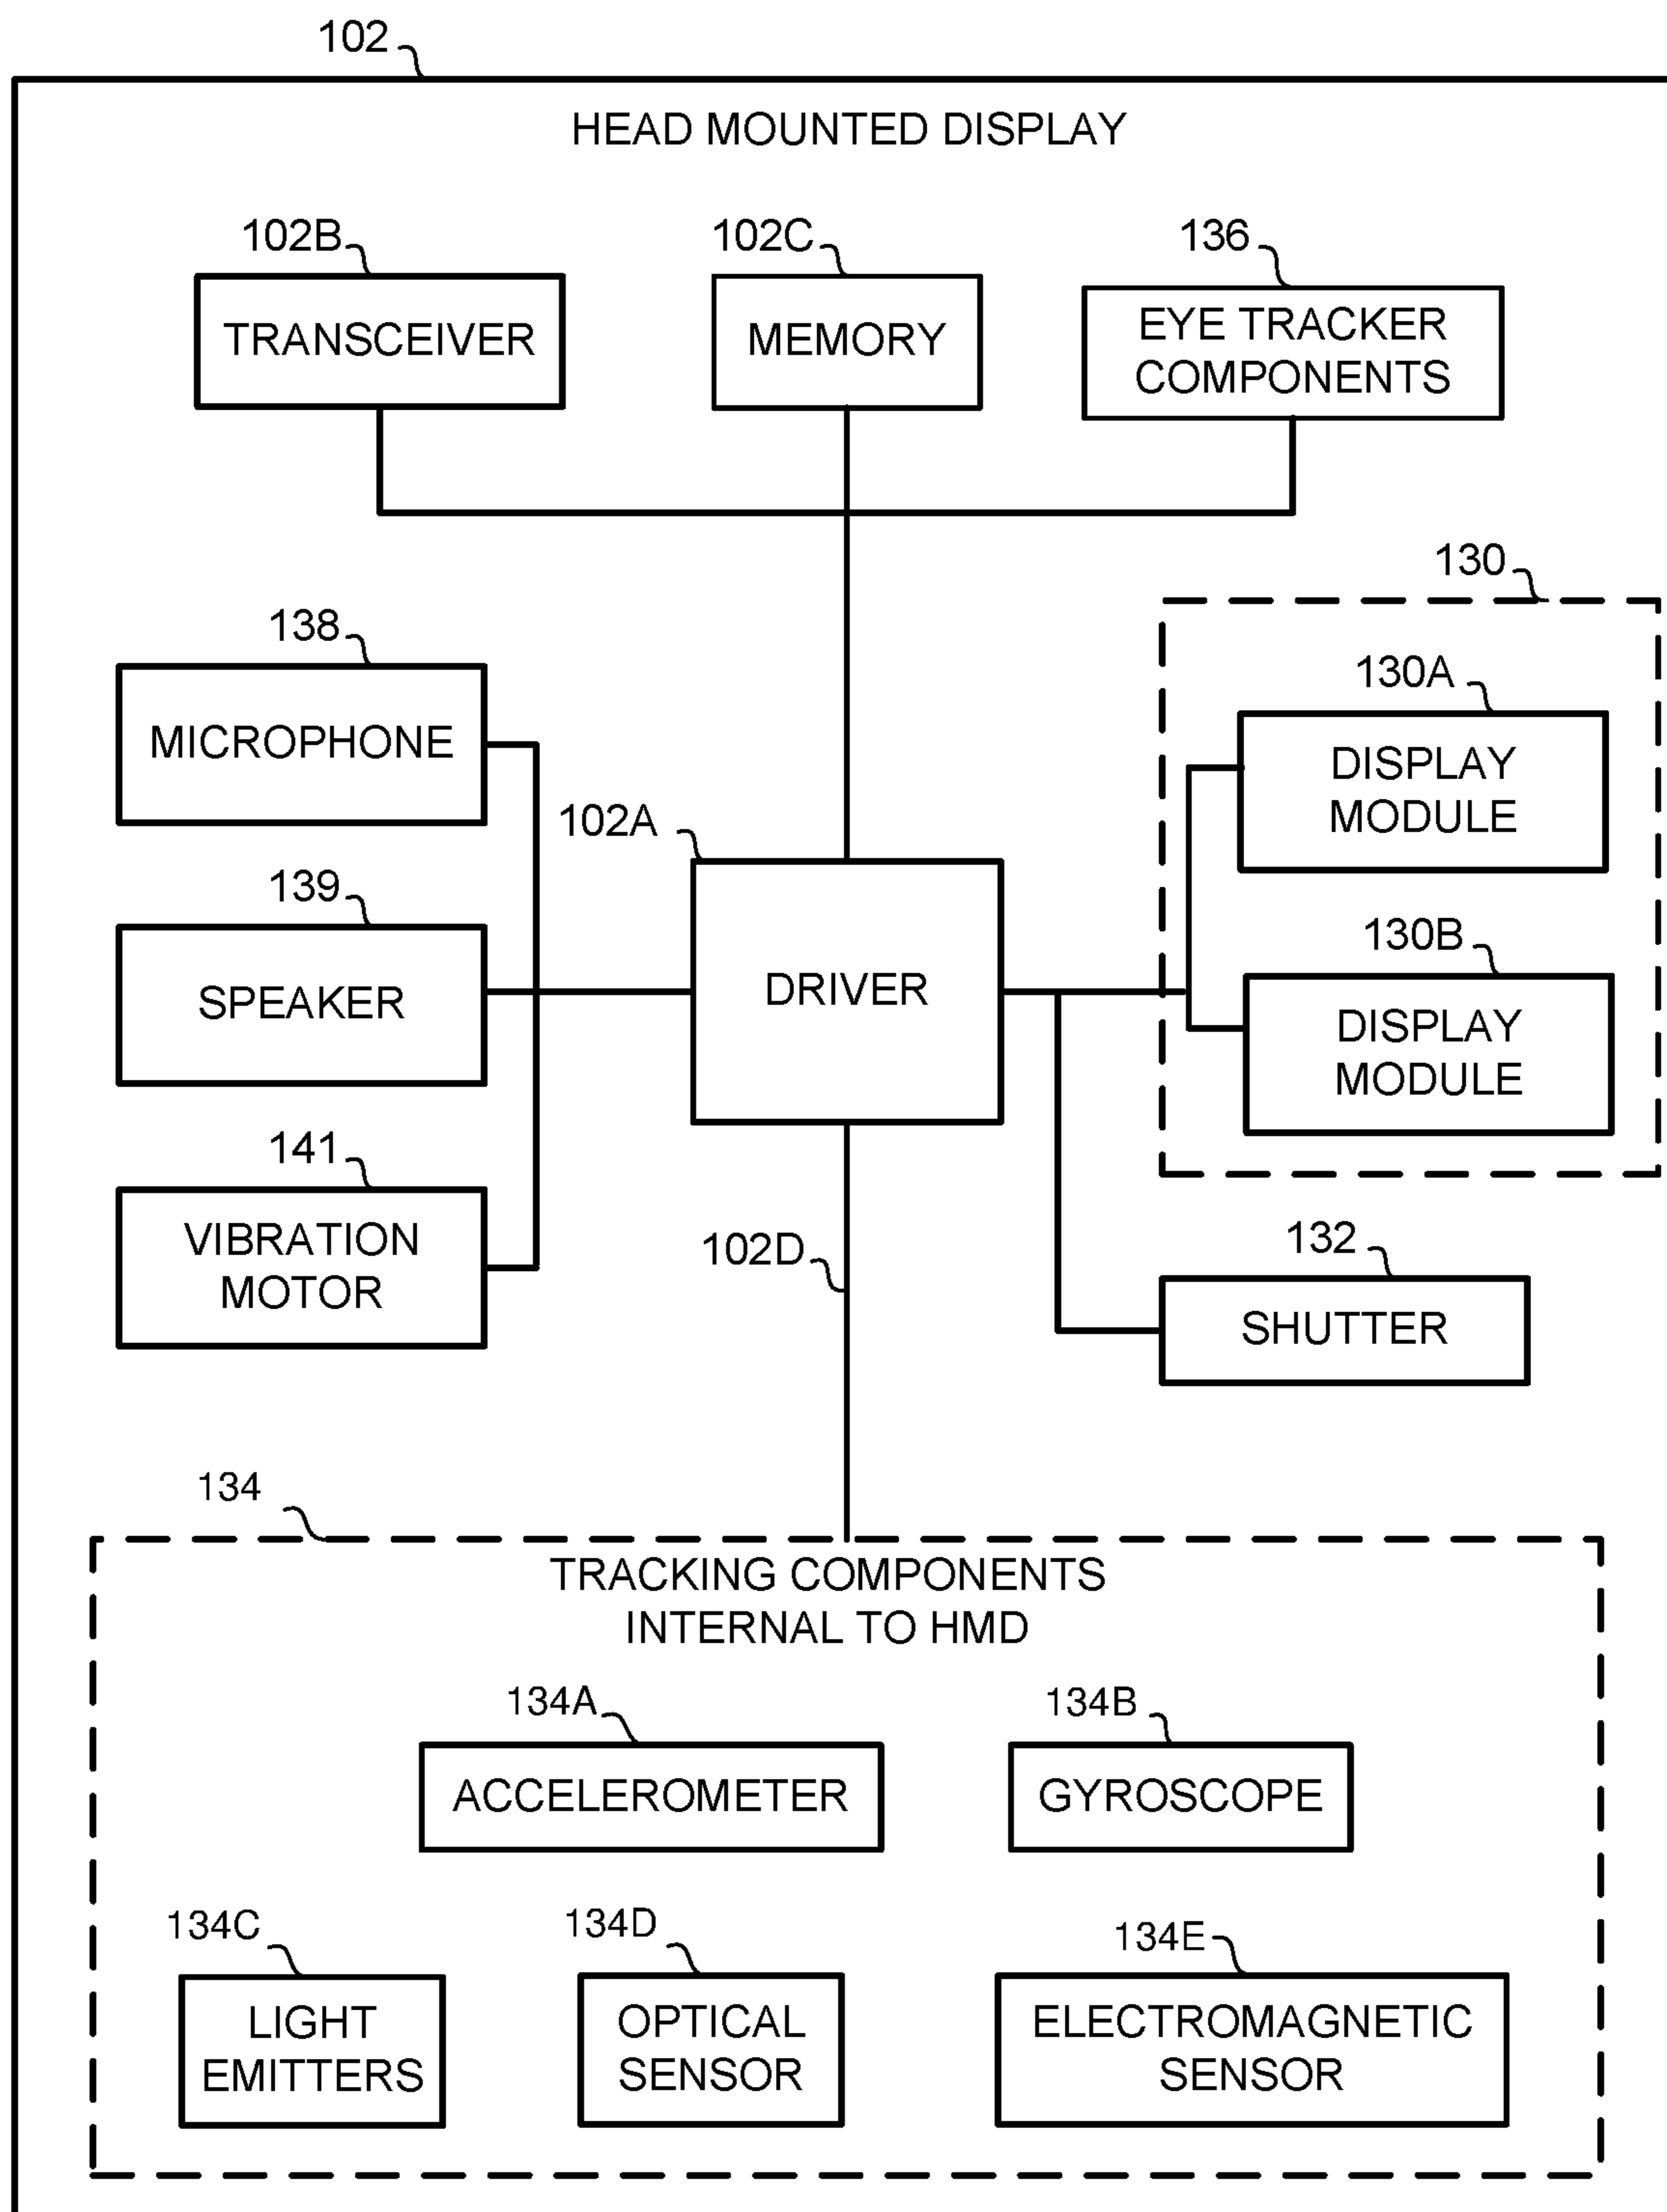 102
HEAD MOUNTED DISPLAY
102B
102C
136
TRANSCEIVER
MEMORY
EYE TRACKER
COMPONENTS
130
138
130A
MICROPHONE
DISPLAY
MODULE
102A
139
130B
SPEAKER
DRIVER
DISPLAY
MODULE
141
VIBRATION
MOTOR
102D
132
SHUTTER
134
TRACKING COMPONENTS
INTERNAL TO HMD
134A
134B
ACCELEROMETER
GYROSCOPE
134C
134D
134E
LIGHT
EMITTERS
OPTICAL
SENSOR
ELECTROMAGNETIC
SENSOR